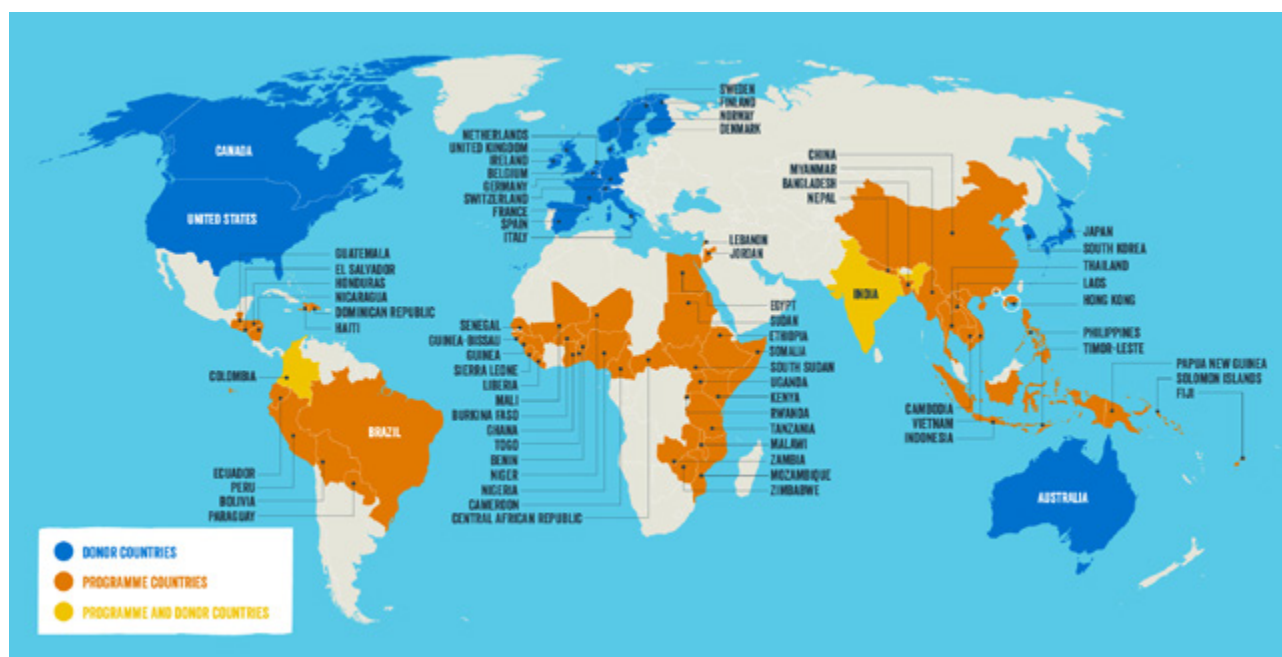 CANADA
UNITED STATES
GUATEMALA
EL SALVADOR
HONDURAS
NICARAGUA
DOMINICAN REPUBLIC
HAITI
COLOMBIA
BRAZIL
ECUADOR
PERU
BOLIVIA
PARAGUAY
SWEDEN
FINLAND
NORWAY
DENMARK
NETHERLANDS
UNITED KINGDOM
IRELAND
BELGIUM
GERMANY
SWITZERLAND
FRANCE
SPAIN
ITALY
LEBANON
JORDAN
SENEGAL
GUINEA-BISSAU
GUINEA
SIERRA LEONE
LIBERIA
MALI
BURKINA FASO
GHANA
TOGO
BENIN
NIGER
NIGERIA
CAMEROON
CENTRAL AFRICAN REPUBLIC
EGYPT
SUDAN
ETHIOPIA
SOMALIA
SOUTH SUDAN
UGANDA
KENYA
RWANDA
TANZANIA
MALAWI
ZAMBIA
MOZAMBIQUE
ZIMBABWE
CHINA
MYANMAR
BANGLADESH
NEPAL
INDIA
JAPAN
SOUTH KOREA
THAILAND
LAOS
HONG KONG
PHILIPPINES
TIMOR-LESTE
PAPUA NEW GUINEA
SOLOMON ISLANDS
FIJI
CAMBODIA
VIETNAM
INDONESIA
AUSTRALIA
DONOR COUNTRIES
PROGRAMME COUNTRIES
PROGRAMME AND DONOR COUNTRIES